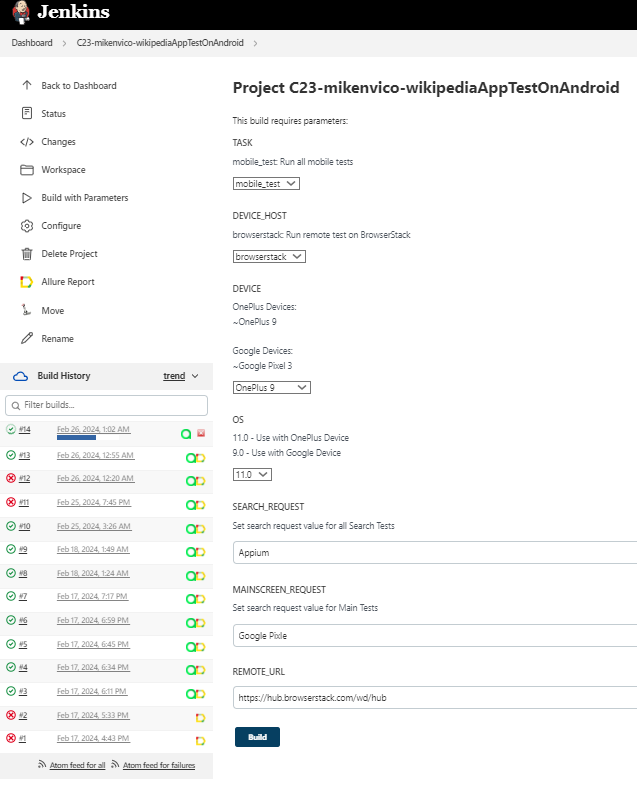 Jenkins
Dashboard > C23-mikenvico-wikipediaAppTestOnAndroid >
Back to Dashboard
Status
Changes
Workspace
Build with Parameters
Configure
Delete Project
Allure Report
Move
Rename
Build History trend
Filter builds...
#14 Feb 26, 2024, 1:02 AM
#13 Feb 26, 2024, 12:55 AM
#12 Feb 26, 2024, 12:20 AM
#11 Feb 25, 2024, 7:45 PM
#10 Feb 25, 2024, 3:26 AM
#9 Feb 18, 2024, 1:49 AM
#8 Feb 18, 2024, 1:24 AM
#7 Feb 17, 2024, 7:17 PM
#6 Feb 17, 2024, 6:59 PM
#5 Feb 17, 2024, 6:45 PM
#4 Feb 17, 2024, 6:34 PM
#3 Feb 17, 2024, 6:11 PM
#2 Feb 17, 2024, 5:33 PM
#1 Feb 17, 2024, 4:43 PM
Atom feed for all Atom feed for failures
Project C23-mikenvico-wikipediaAppTestOnAndroid
This build requires parameters:
TASK
mobile_test: Run all mobile tests
mobile_test
DEVICE_HOST
browserstack: Run remote test on BrowserStack
browserstack
DEVICE
OnePlus Devices:
~OnePlus 9
Google Devices:
~Google Pixel 3
OnePlus 9
OS
11.0 - Use with OnePlus Device
9.0 - Use with Google Device
11.0
SEARCH_REQUEST
Set search request value for all Search Tests
Appium
MAINSCREEN_REQUEST
Set search request value for Main Tests
Google Pixle
REMOTE_URL
https://hub.browserstack.com/wd/hub
Build